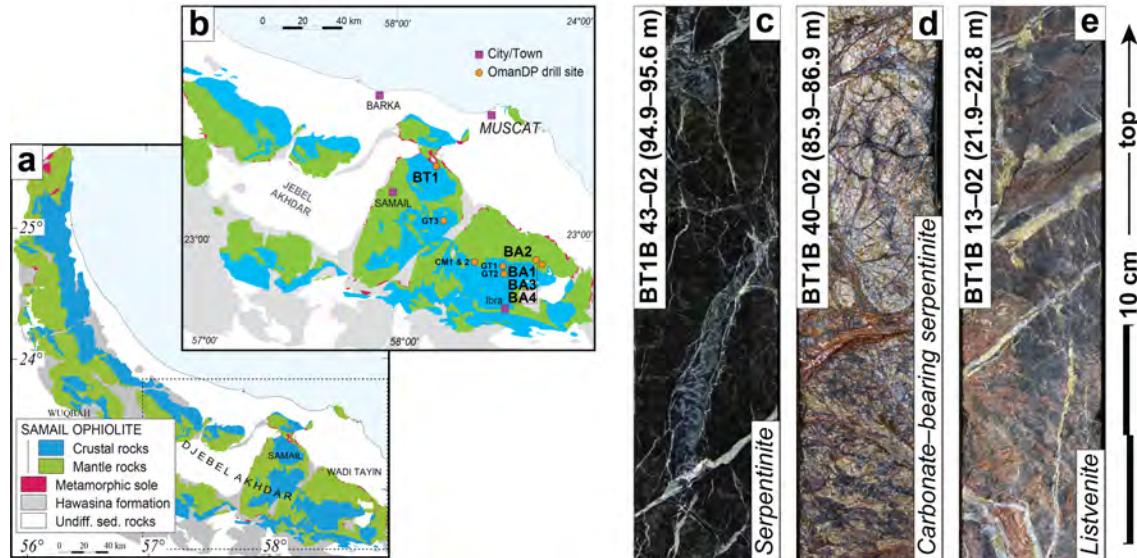 a
25°
24°
WUQBAH
DJEBEL AKHDAR
SAMAIL
WADI TAYIN
SAMAIL OPHIOLITE
Crustal rocks
Mantle rocks
Metamorphic sole
Hawasina formation
Undiff. sed. rocks
56°
0 20 40 km
57°
58°
b
0 20 40 km
58°00'
24°00'
City/Town
OmanDP drill site
BARKA
MUSCAT
JEBEL
AKHDAR
BT1
SAMAIL
GT3
23°00'
23°00'
CM1 & 2
GT1
GT2
BA2
BA1
BA3
BA4
Ibra
57°00'
58°00'
c
BT1B 43–02 (94.9–95.6 m)
Serpentinite
d
BT1B 40–02 (85.9–86.9 m)
Carbonate–bearing serpentinite
e
BT1B 13–02 (21.9–22.8 m)
Listvenite
top
10 cm